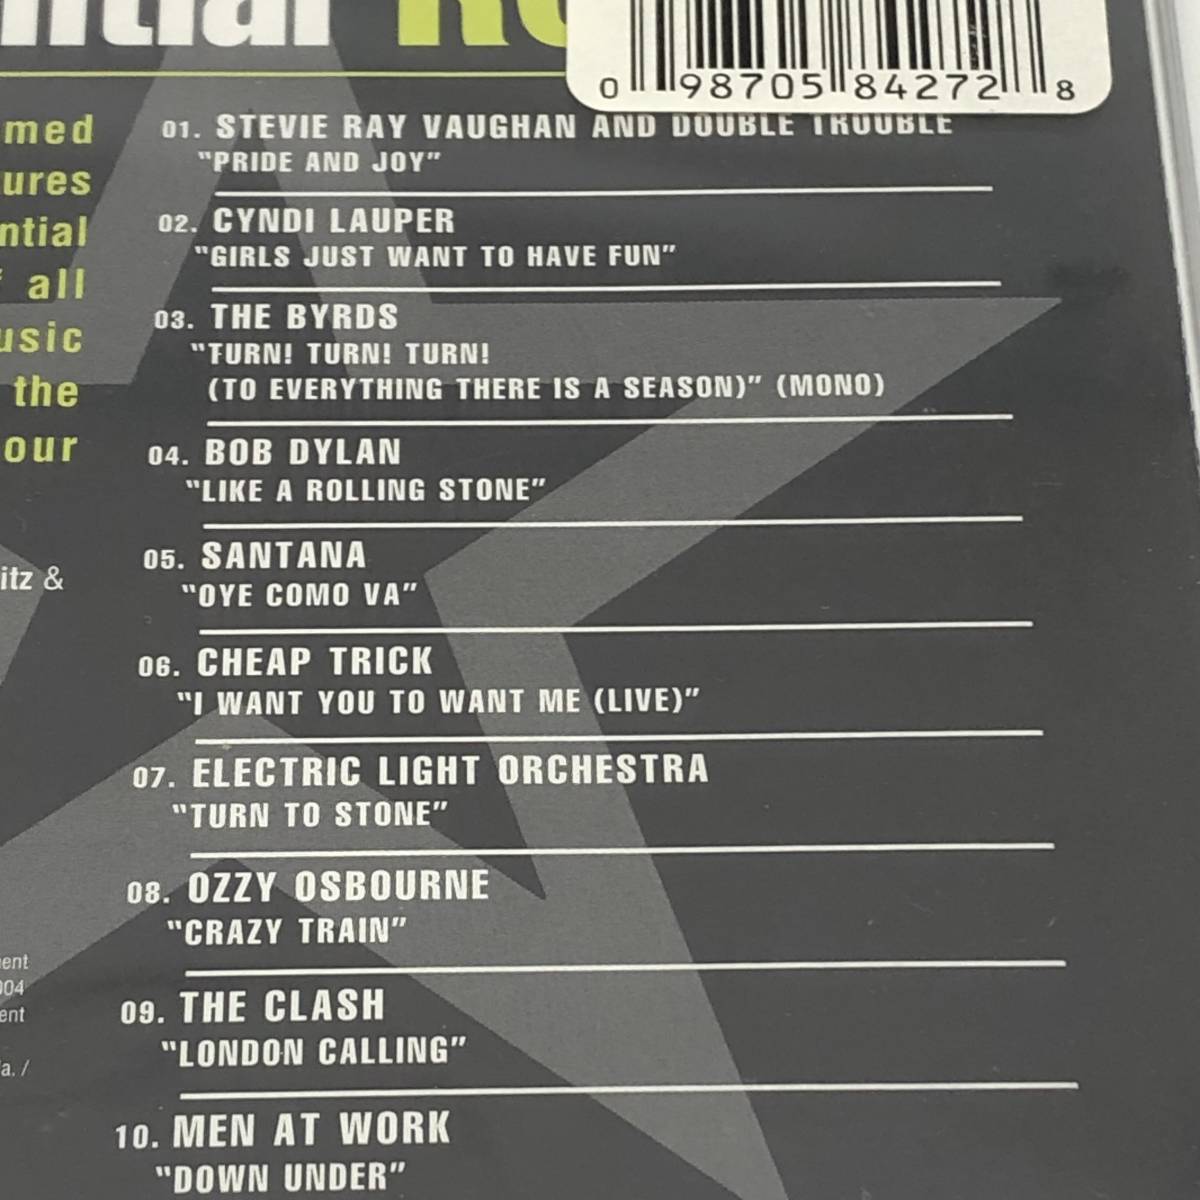 0 98705 84272 8
med
ures
ntial
all
usic
the
our
itz &
ent
004
ent
a. /
01. STEVIE RAY VAUGHAN AND DOUBLE TROUBLE
"PRIDE AND JOY"
02. CYNDI LAUPER
"GIRLS JUST WANT TO HAVE FUN"
03. THE BYRDS
"TURN! TURN! TURN!
(TO EVERYTHING THERE IS A SEASON)" (MONO)
04. BOB DYLAN
"LIKE A ROLLING STONE"
05. SANTANA
"OYE COMO VA"
06. CHEAP TRICK
"I WANT YOU TO WANT ME (LIVE)"
07. ELECTRIC LIGHT ORCHESTRA
"TURN TO STONE"
08. OZZY OSBOURNE
"CRAZY TRAIN"
09. THE CLASH
"LONDON CALLING"
10. MEN AT WORK
"DOWN UNDER"